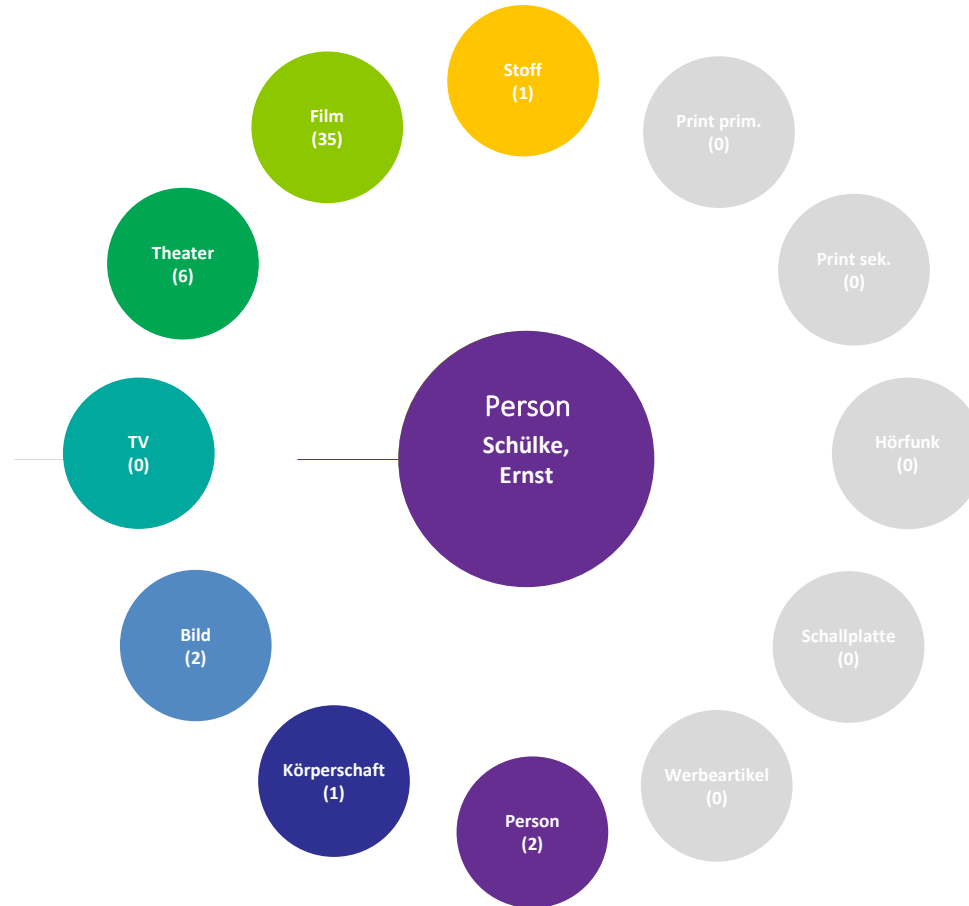 Stoff
(1)
Film
(35)
Print prim.
(0)
Theater
(6)
Print sek.
(0)
Person
Schülke,
Ernst
TV
(0)
Hörfunk
(0)
Bild
(2)
Schallplatte
(0)
Körperschaft
(1)
Werbeartikel
(0)
Person
(2)